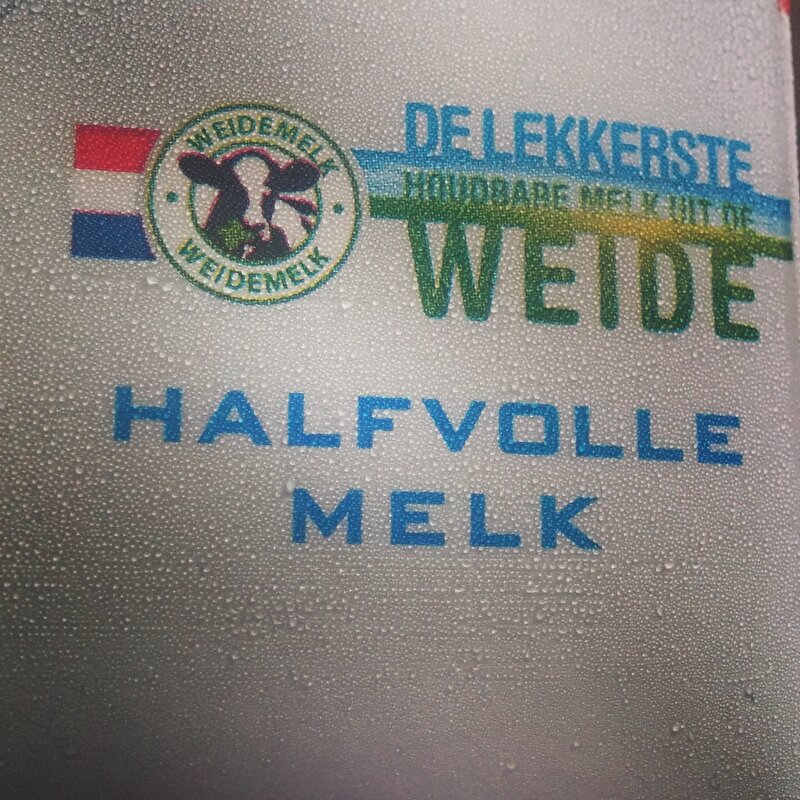 WEIDEMELK
WEIDEMELK
DE LEKKERSTE
HOUDBARE MELK UIT DE
WEIDE
HALFVOLLE
MELK